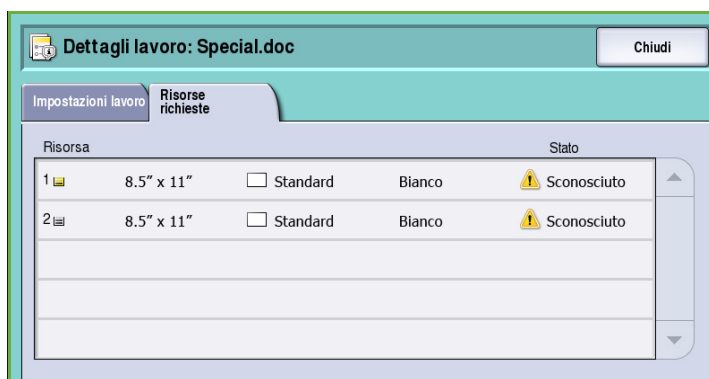 Dettagli lavoro: Special.doc
Chiudi
Impostazioni lavoro
Risorse
richieste
Risorsa Stato
1 8.5" x 11" Standard Bianco Sconosciuto
2 8.5" x 11" Standard Bianco Sconosciuto